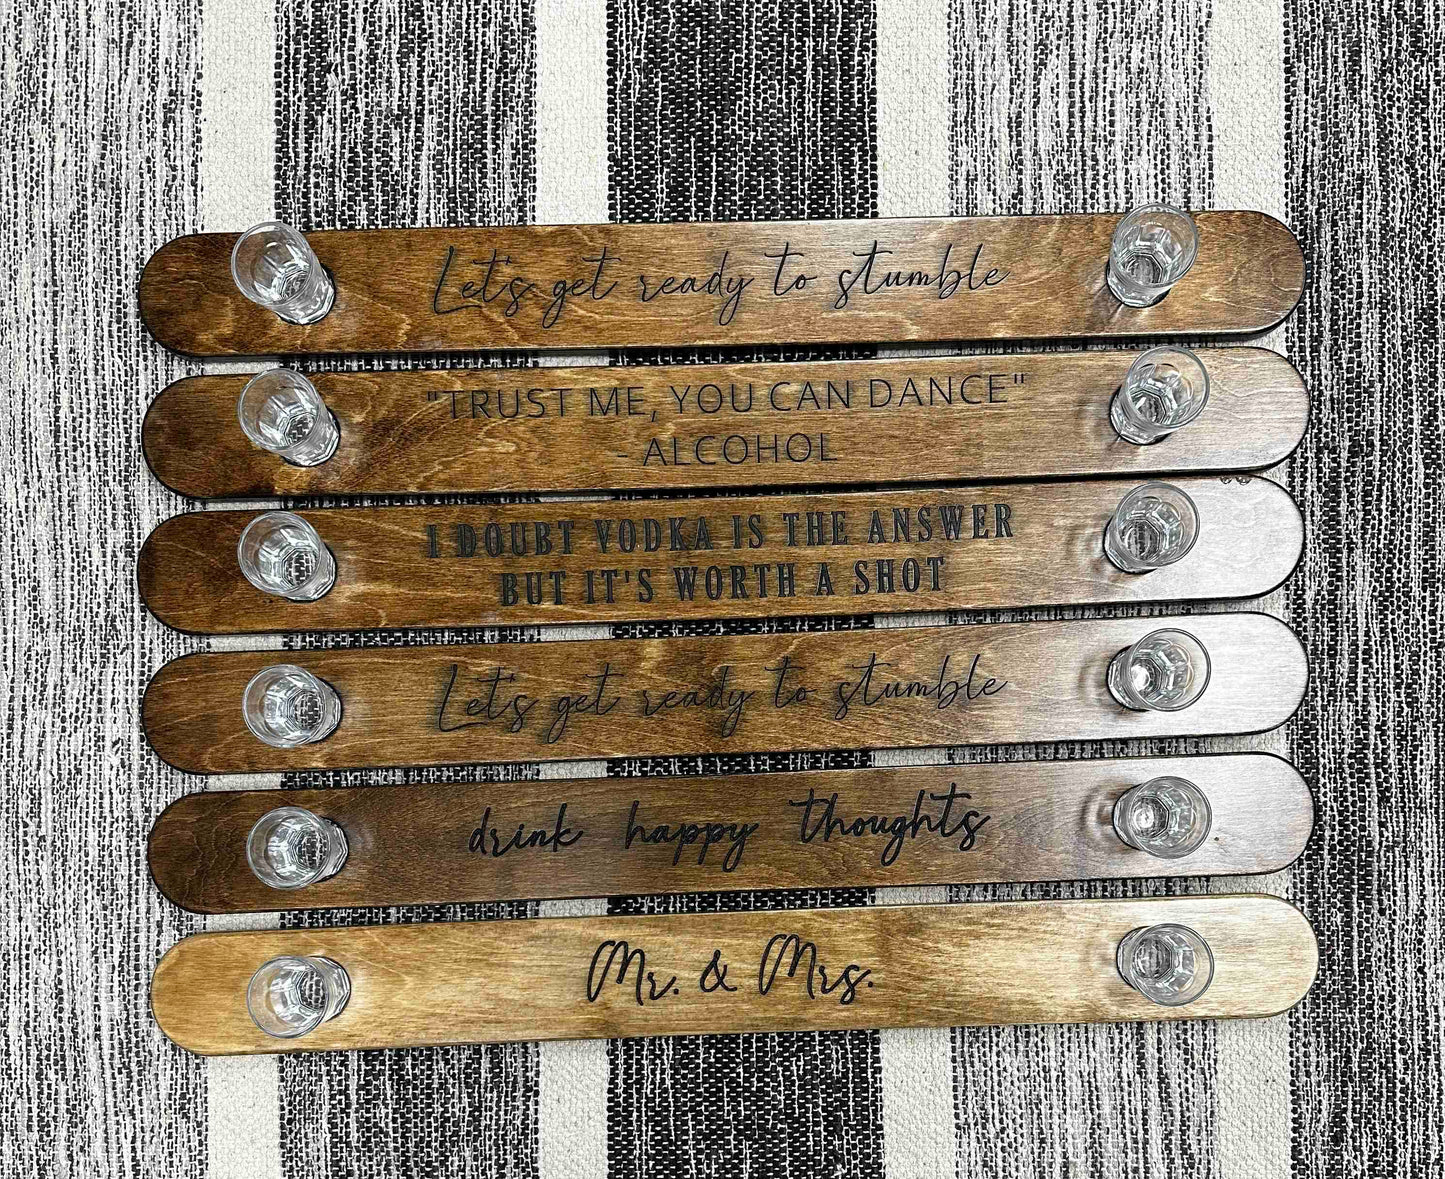 Let's get ready to stumble
"TRUST ME, YOU CAN DANCE"
- ALCOHOL
I DOUBT VODKA IS THE ANSWER
BUT IT'S WORTH A SHOT
Let's get ready to stumble
drink happy thoughts
Mr. & Mrs.